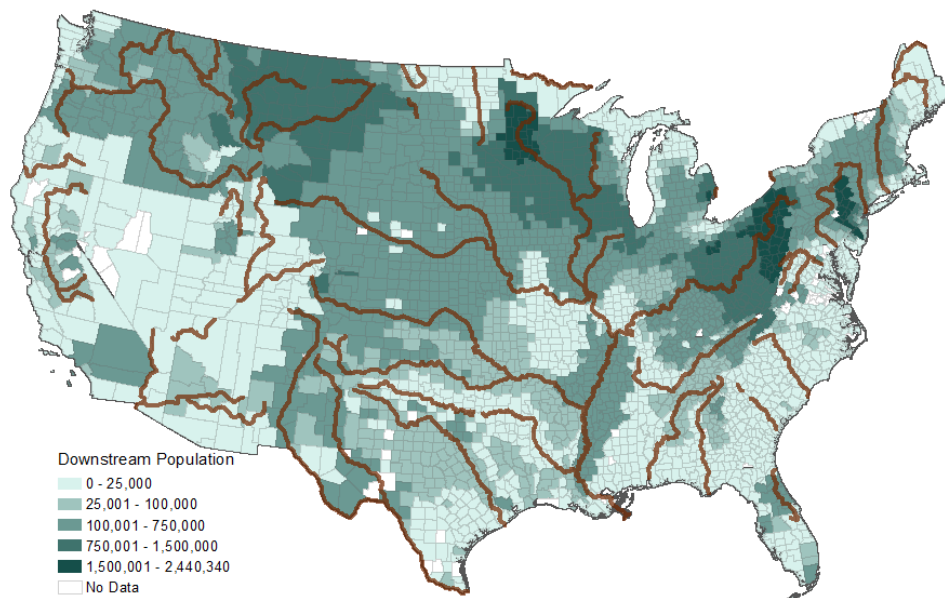 Downstream Population
0 - 25,000
25,001 - 100,000
100,001 - 750,000
750,001 - 1,500,000
1,500,001 - 2,440,340
No Data